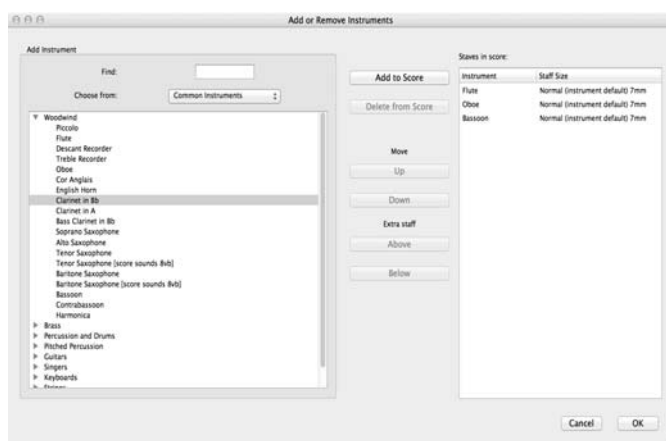 Add or Remove Instruments
Add Instrument
Find:
Choose from: Common Instruments
Woodwind
Piccolo
Flute
Descant Recorder
Treble Recorder
Oboe
Cor Anglais
English Horn
Clarinet in Bb
Clarinet in A
Bass Clarinet in Bb
Soprano Saxophone
Alto Saxophone
Tenor Saxophone
Tenor Saxophone [score sounds 8vb]
Baritone Saxophone
Baritone Saxophone [score sounds 8vb]
Bassoon
Contrabassoon
Harmonica
Brass
Percussion and Drums
Pitched Percussion
Guitars
Singers
Keyboards
Add to Score
Delete from Score
Move
Up
Down
Extra staff
Above
Below
Staves in score:
Instrument Staff Size
Flute Normal (instrument default) 7mm
Oboe Normal (instrument default) 7mm
Bassoon Normal (instrument default) 7mm
Cancel OK